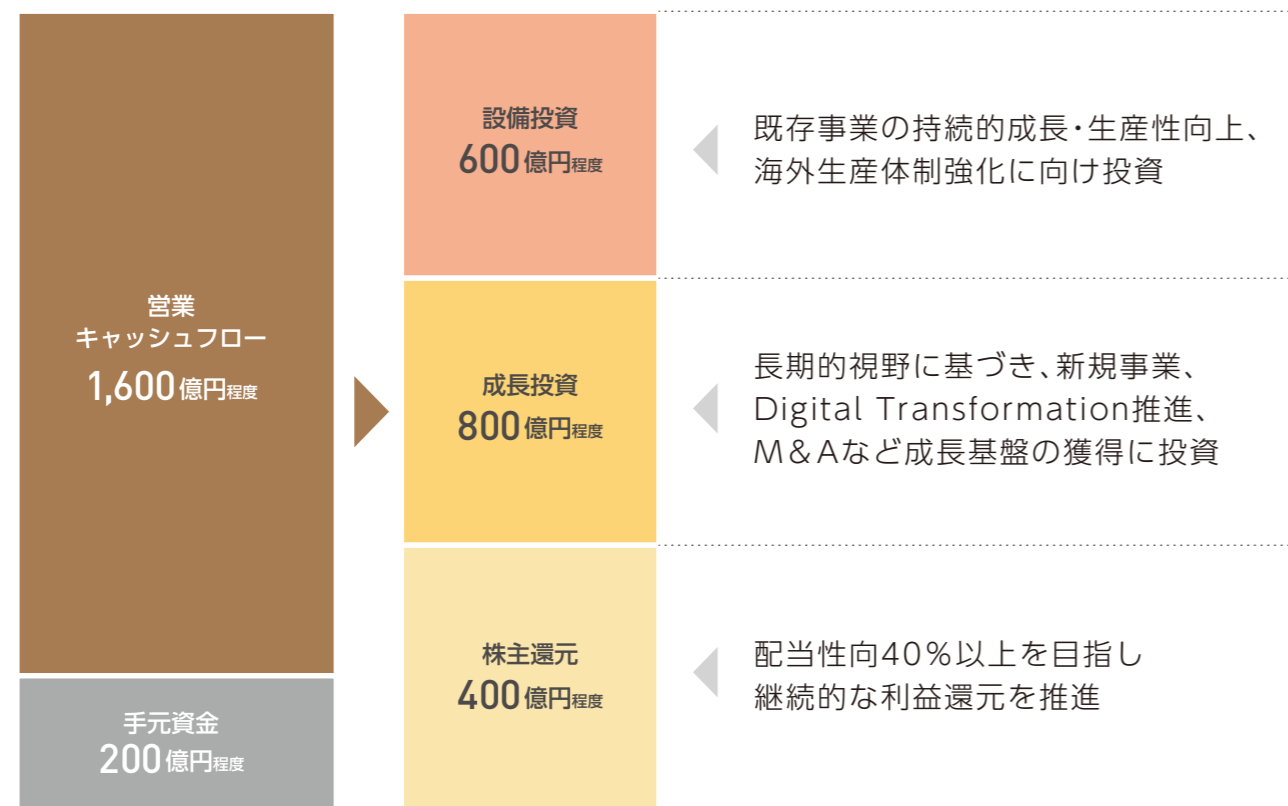 営業
キャッシュフロー
1,600億円程度
手元資金
200億円程度
設備投資
600億円程度
既存事業の持続的成長・生産性向上、
海外生産体制強化に向け投資
成長投資
800億円程度
長期的視野に基づき、新規事業、
Digital Transformation推進、
M&Aなど成長基盤の獲得に投資
株主還元
400億円程度
配当性向40%以上を目指し
継続的な利益還元を推進